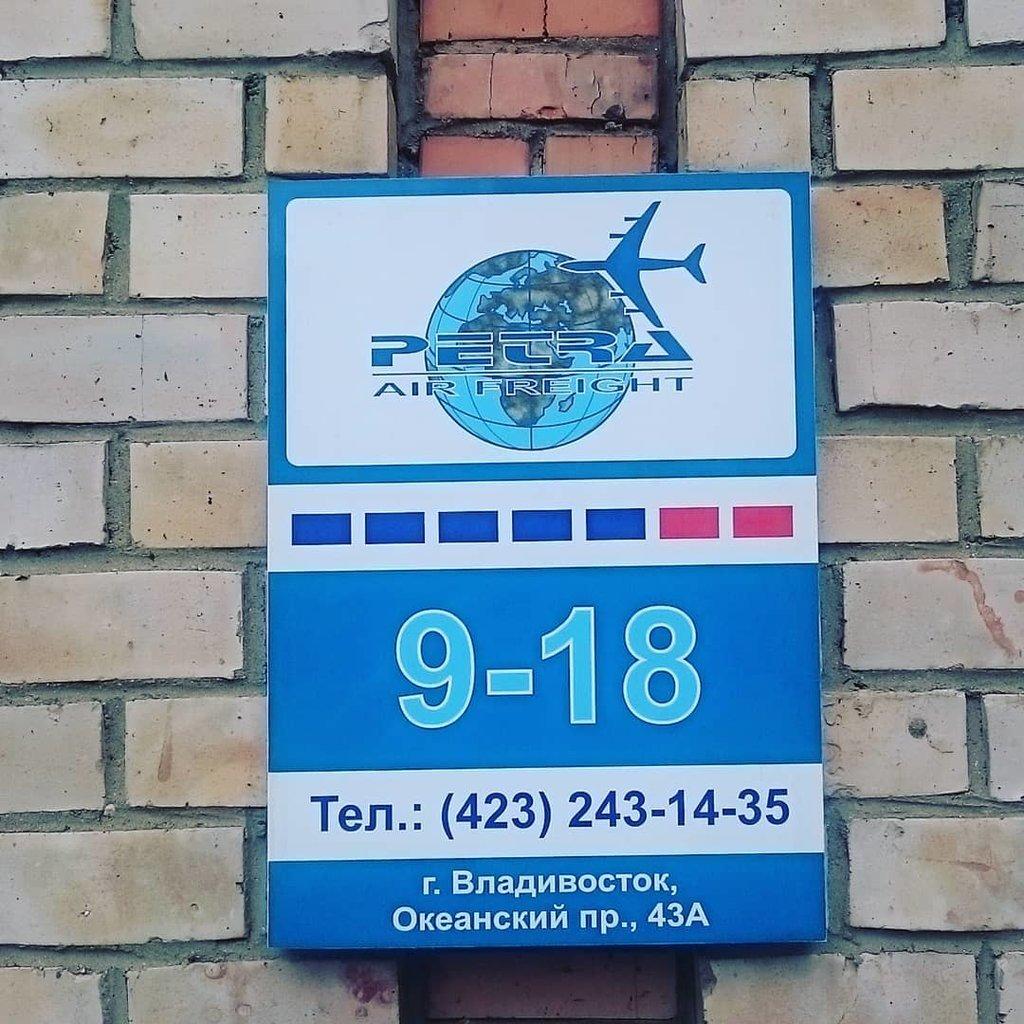 PETRA
AIR FREIGHT
9-18
Тел.: (423) 243-14-35
г. Владивосток,
Океанский пр., 43А